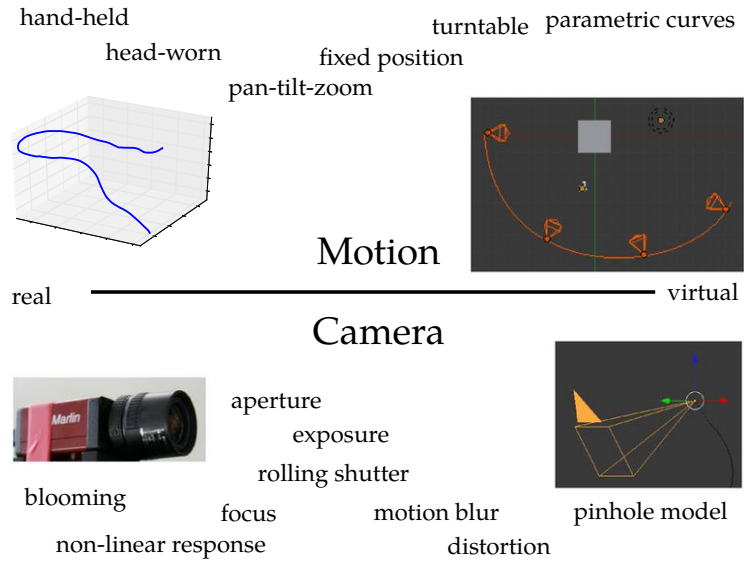 hand-held
turntable
parametric curves
head-worn
fixed position
pan-tilt-zoom
Motion
real
virtual
Camera
Marlin
aperture
exposure
rolling shutter
blooming
focus
motion blur
pinhole model
non-linear response
distortion